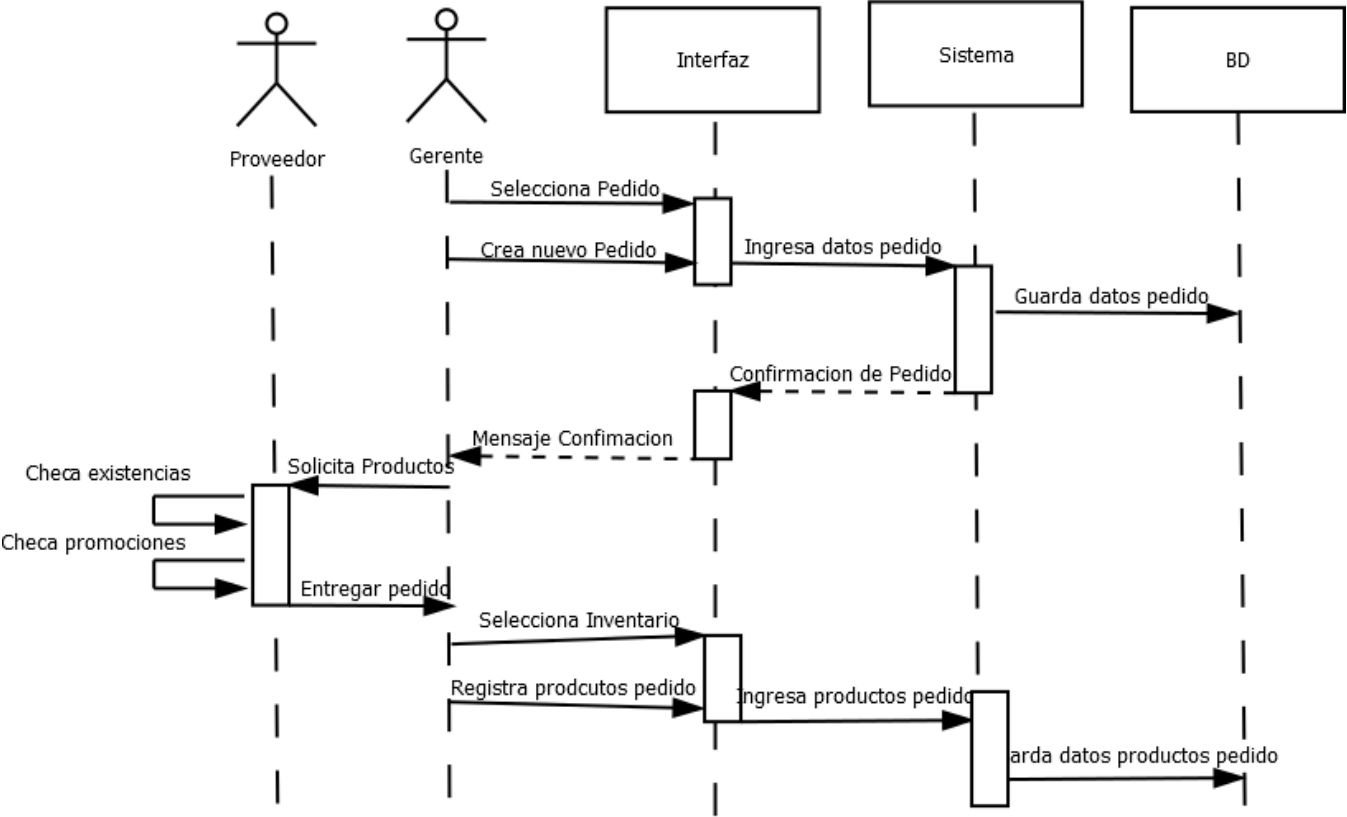 Interfaz
Sistema
BD
Proveedor
Gerente
Selecciona Pedido
Crea nuevo Pedido
Ingresa datos pedido
Guarda datos pedido
Confirmacion de Pedido
Mensaje Confimacion
Solicita Productos
Checa existencias
Checa promociones
Entregar pedido
Selecciona Inventario
Registra prodcutos pedido
Ingresa productos pedido
arda datos productos pedido